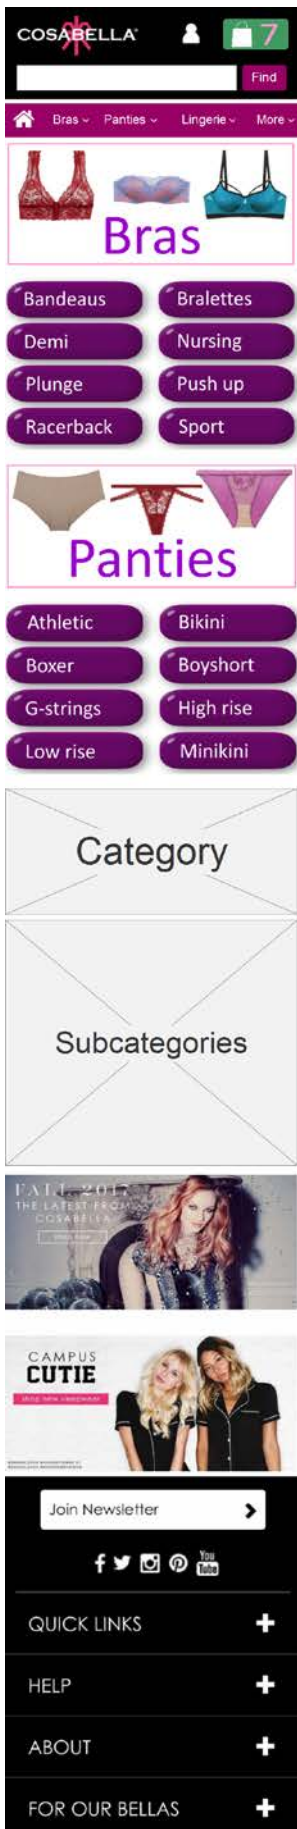 COSABELLA
7
Find
Bras Panties Lingerie More
Bras
Bandeaus Bralettes
Demi Nursing
Plunge Push up
Racerback Sport
Panties
Athletic Bikini
Boxer Boyshort
G-strings High rise
Low rise Minikini
Category
Subcategories
FALL 2017
THE LATEST FROM
COSABELLA
CAMPUS
CUTIE
Join Newsletter
You
Tube
QUICK LINKS
HELP
ABOUT
FOR OUR BELLAS